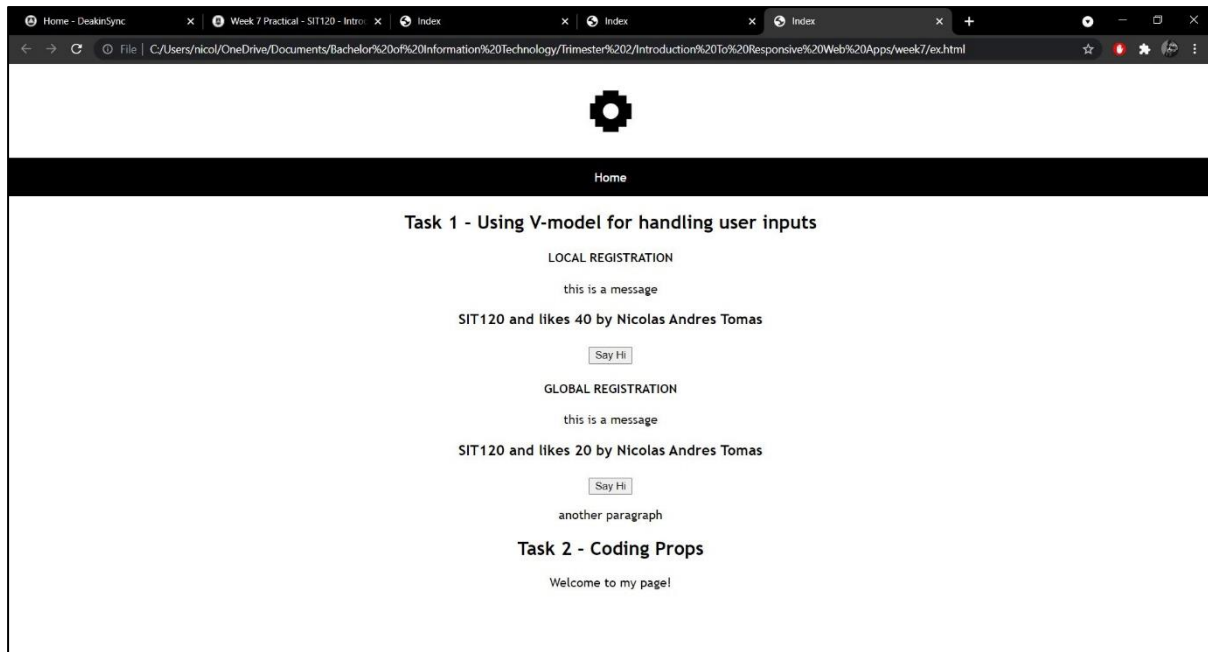 Home - DeakinSync
Week 7 Practical - SIT120 - Introd
Index
Index
Index
File | C:/Users/nicol/OneDrive/Documents/Bachelor%20of%20Information%20Technology/Trimester%202/Introduction%20To%20Responsive%20Web%20Apps/week7/ex.html
Home
Task 1 - Using V-model for handling user inputs
LOCAL REGISTRATION
this is a message
SIT120 and likes 40 by Nicolas Andres Tomas
Say Hi
GLOBAL REGISTRATION
this is a message
SIT120 and likes 20 by Nicolas Andres Tomas
Say Hi
another paragraph
Task 2 - Coding Props
Welcome to my page!